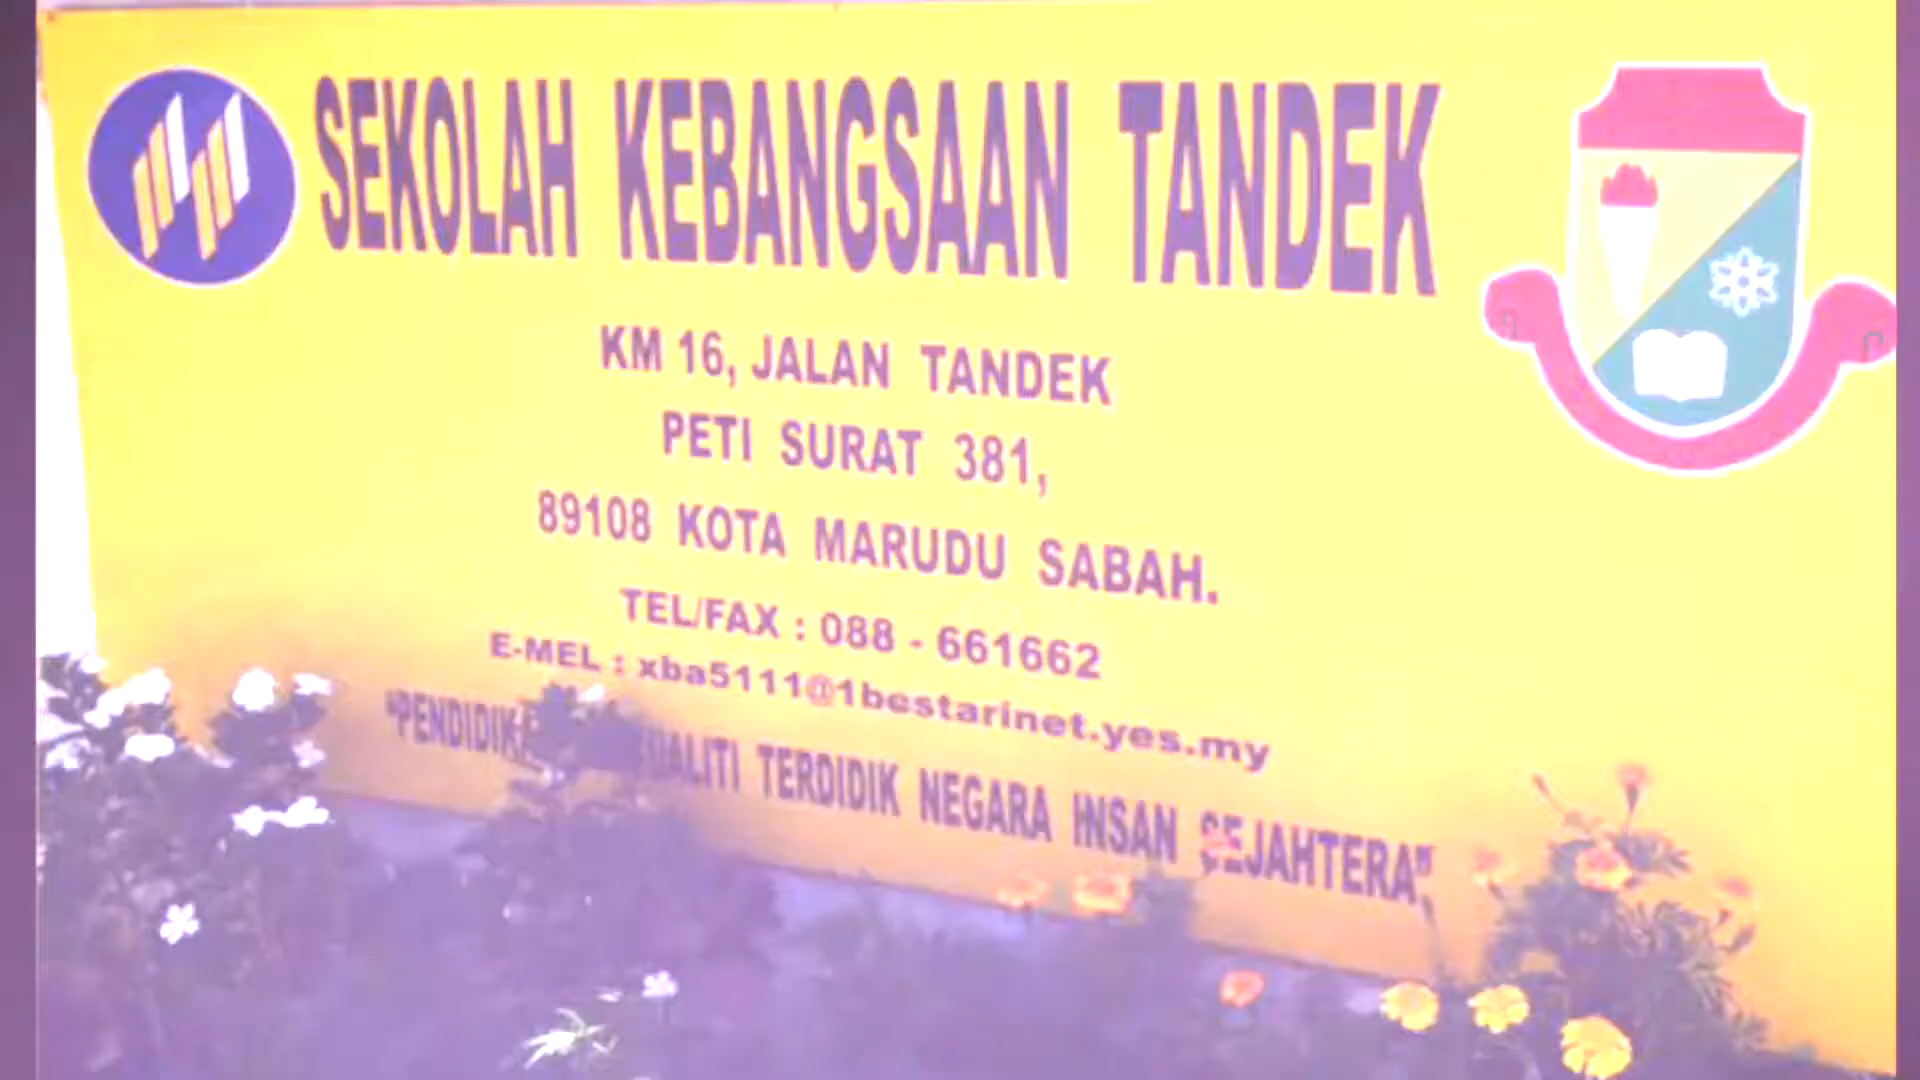 SEKOLAH KEBANGSAAN TANDEK
KM 16, JALAN TANDEK
PETI SURAT 381,
89108 KOTA MARUDU SABAH.
TEL/FAX : 088 - 661662
E-MEL : xba5111@1bestarinet.yes.my
TERDIDIK NEGARA INSAN SEJAHTERA"